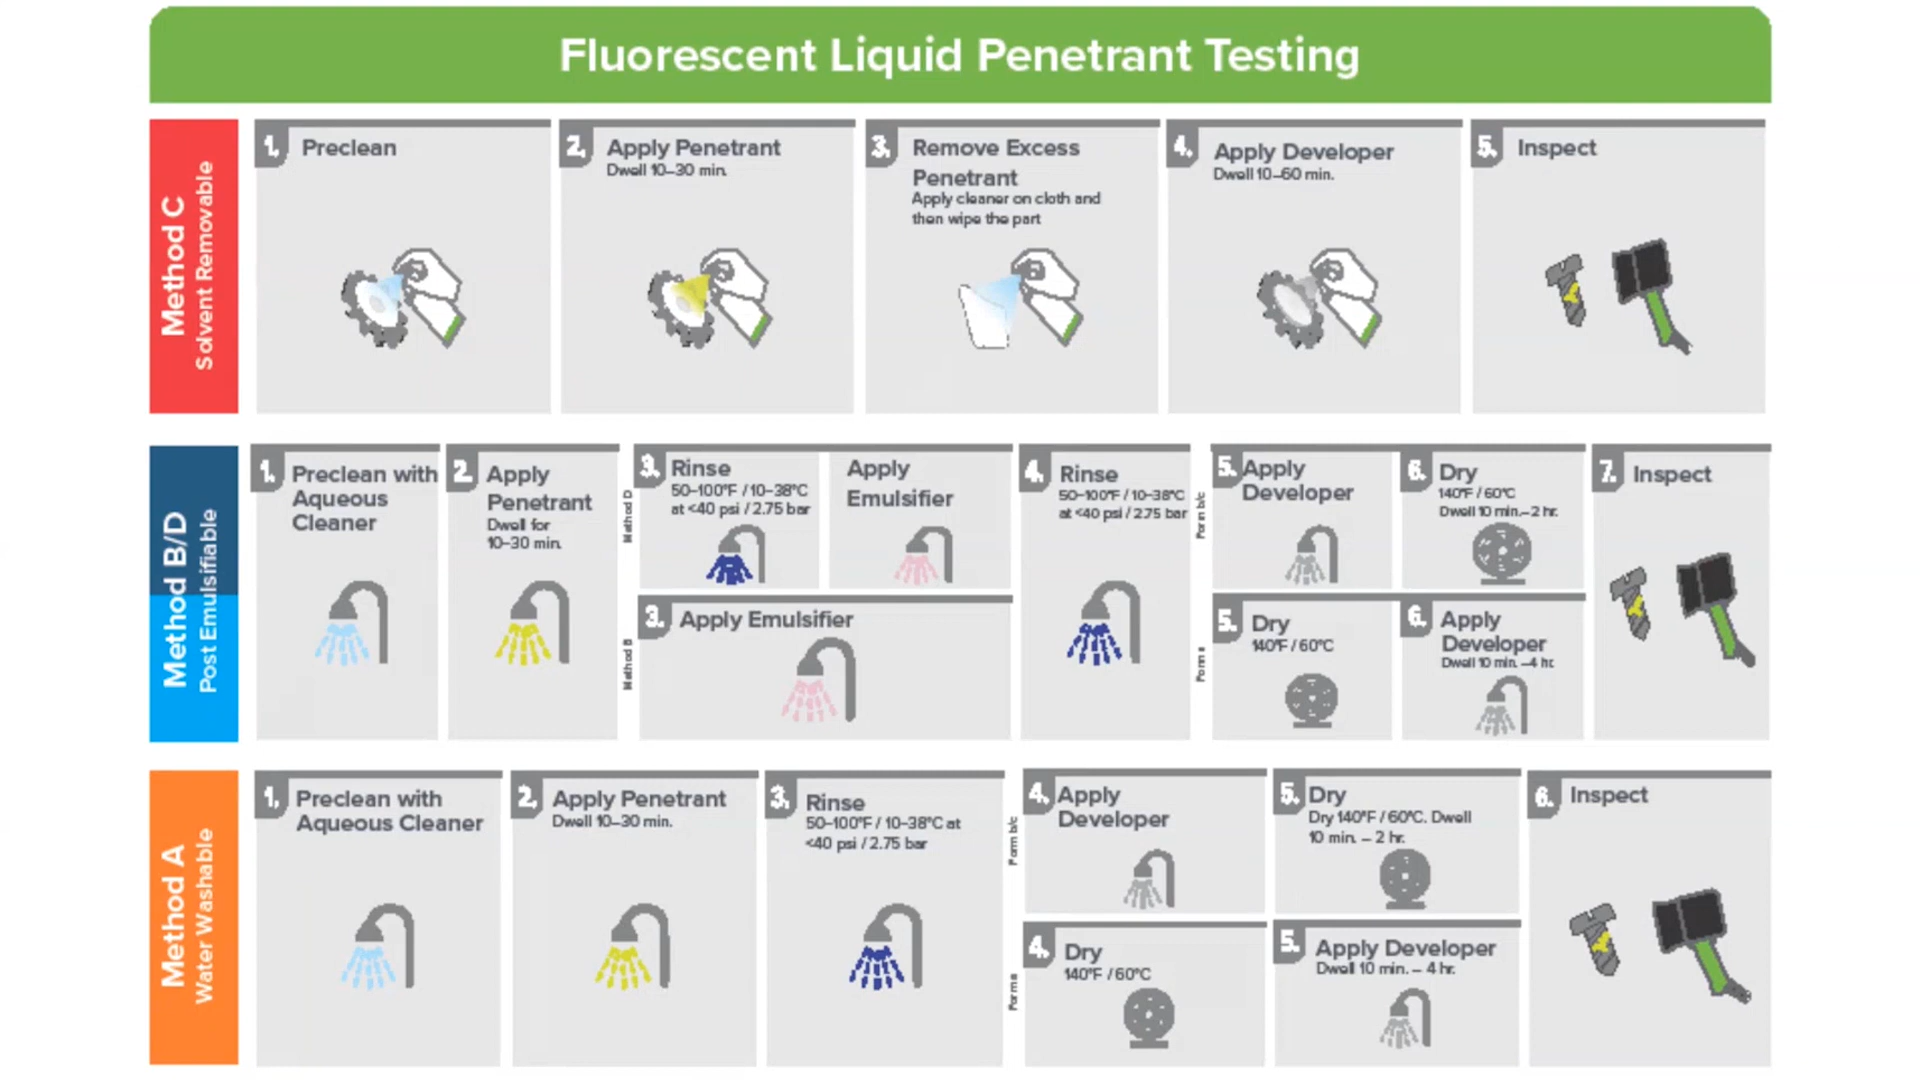 Fluorescent Liquid Penetrant Testing
Method C
Solvent Removable
1. Preclean
2. Apply Penetrant
Dwell 10–30 min.
3. Remove Excess
Penetrant
Apply cleaner on cloth and
then wipe the part
4. Apply Developer
Dwell 10–60 min.
5. Inspect
Method B/D
Post Emulsifiable
1. Preclean with
Aqueous
Cleaner
2. Apply
Penetrant
Dwell for
10–30 min.
Method D
3. Rinse
50–100°F / 10–38°C
at <40 psi / 2.75 bar
Apply
Emulsifier
Method B
3. Apply Emulsifier
4. Rinse
50–100°F / 10–38°C
at <40 psi / 2.75 bar
Form b/c
5. Apply
Developer
6. Dry
140°F / 60°C
Dwell 10 min.–2 hr.
Form a
5. Dry
140°F / 60°C
6. Apply
Developer
Dwell 10 min. –4 hr.
7. Inspect
Method A
Water Washable
1. Preclean with
Aqueous Cleaner
2. Apply Penetrant
Dwell 10–30 min.
3. Rinse
50–100°F / 10–38°C at
<40 psi / 2.75 bar
Form b/c
4. Apply
Developer
5. Dry
Dry 140°F / 60°C. Dwell
10 min. – 2 hr.
Form a
4. Dry
140°F / 60°C
5. Apply Developer
Dwell 10 min. – 4 hr.
6. Inspect